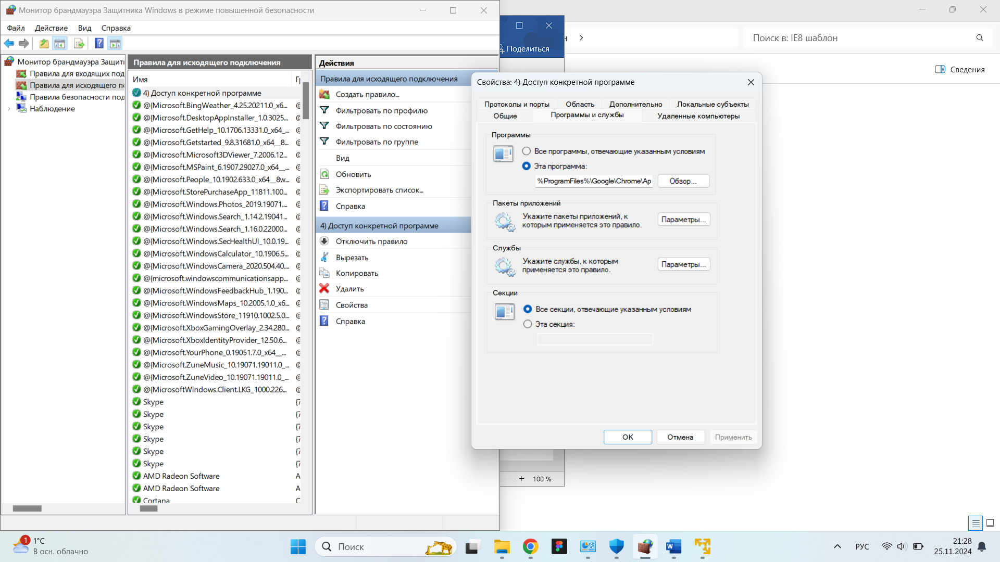 Монитор брандмауэра Защитника Windows в режиме повышенной безопасности
Файл Действие Вид Справка
Монитор брандмауэра Защит
Правила для входящих под
Правила для исходящего п
Правила безопасности под
Наблюдение
Правила для исходящего подключения
Имя
4) Доступ конкретной программе
@{Microsoft.BingWeather_4.25.20211.0_x6...
@{Microsoft.DesktopAppInstaller_1.0.3025...
@{Microsoft.GetHelp_10.1706.13331.0_x64_...
@{Microsoft.Getstarted_9.8.31681.0_x64__8...
@{Microsoft.Microsoft3DViewer_7.2006.12...
@{Microsoft.MSPaint_6.1907.29027.0_x64__...
@{Microsoft.People_10.1902.633.0_x64__8w...
@{Microsoft.StorePurchaseApp_11811.100...
@{Microsoft.Windows.Photos_2019.19071....
@{Microsoft.Windows.Search_1.14.2.19041...
@{Microsoft.Windows.Search_1.16.0.22000...
@{Microsoft.Windows.SecHealthUI_10.0.19...
@{Microsoft.WindowsCalculator_10.1906.5...
@{Microsoft.WindowsCamera_2020.504.40...
@{microsoft.windowscommunicationsapp...
@{Microsoft.WindowsFeedbackHub_1.190...
@{Microsoft.WindowsMaps_10.2005.1.0_x6...
@{Microsoft.WindowsStore_11910.1002.5.0...
@{Microsoft.XboxGamingOverlay_2.34.280...
@{Microsoft.XboxIdentityProvider_12.50.6...
@{Microsoft.YourPhone_0.19051.7.0_x64__...
@{Microsoft.ZuneMusic_10.19071.19011.0_...
@{Microsoft.ZuneVideo_10.19071.19011.0_...
@{MicrosoftWindows.Client.LKG_1000.226...
Skype {7
Skype {7
Skype {7
Skype {7
Skype {7
Skype {7
AMD Radeon Software A
AMD Radeon Software A
Cortana C
Действия
Правила для исходящего подключения
Создать правило...
Фильтровать по профилю
Фильтровать по состоянию
Фильтровать по группе
Вид
Обновить
Экспортировать список...
Справка
4) Доступ конкретной программе
Отключить правило
Вырезать
Копировать
Удалить
Свойства
Справка
Поделиться
100 %
Поиск в: IE8 шаблон
Сведения
Свойства: 4) Доступ конкретной программе
Протоколы и порты Область Дополнительно Локальные субъекты
Общие Программы и службы Удаленные компьютеры
Программы
Все программы, отвечающие указанным условиям
Эта программа:
%ProgramFiles%\Google\Chrome\Ap Обзор...
Пакеты приложений
Укажите пакеты приложений, к
которым применяется это правило.
Параметры...
Службы
Укажите службы, к которым
применяется это правило.
Параметры...
Секции
Все секции, отвечающие указанным условиям
Эта секция:
ОК Отмена Применить
1
1°C
В осн. облачно
Поиск
РУС
21:28
25.11.2024